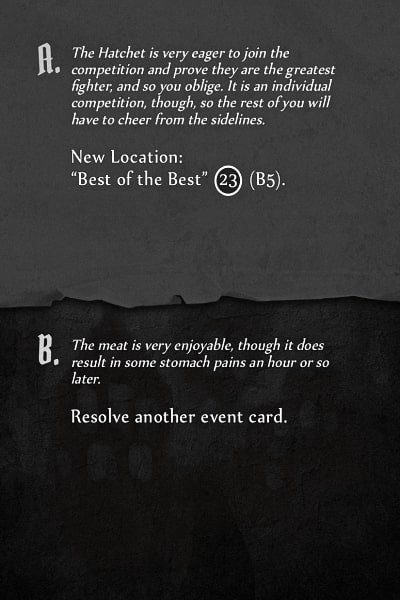 A.
The Hatchet is very eager to join the
competition and prove they are the greatest
fighter, and so you oblige. It is an individual
competition, though, so the rest of you will
have to cheer from the sidelines.
New Location:
“Best of the Best” 23 (B5).
B.
The meat is very enjoyable, though it does
result in some stomach pains an hour or so
later.
Resolve another event card.